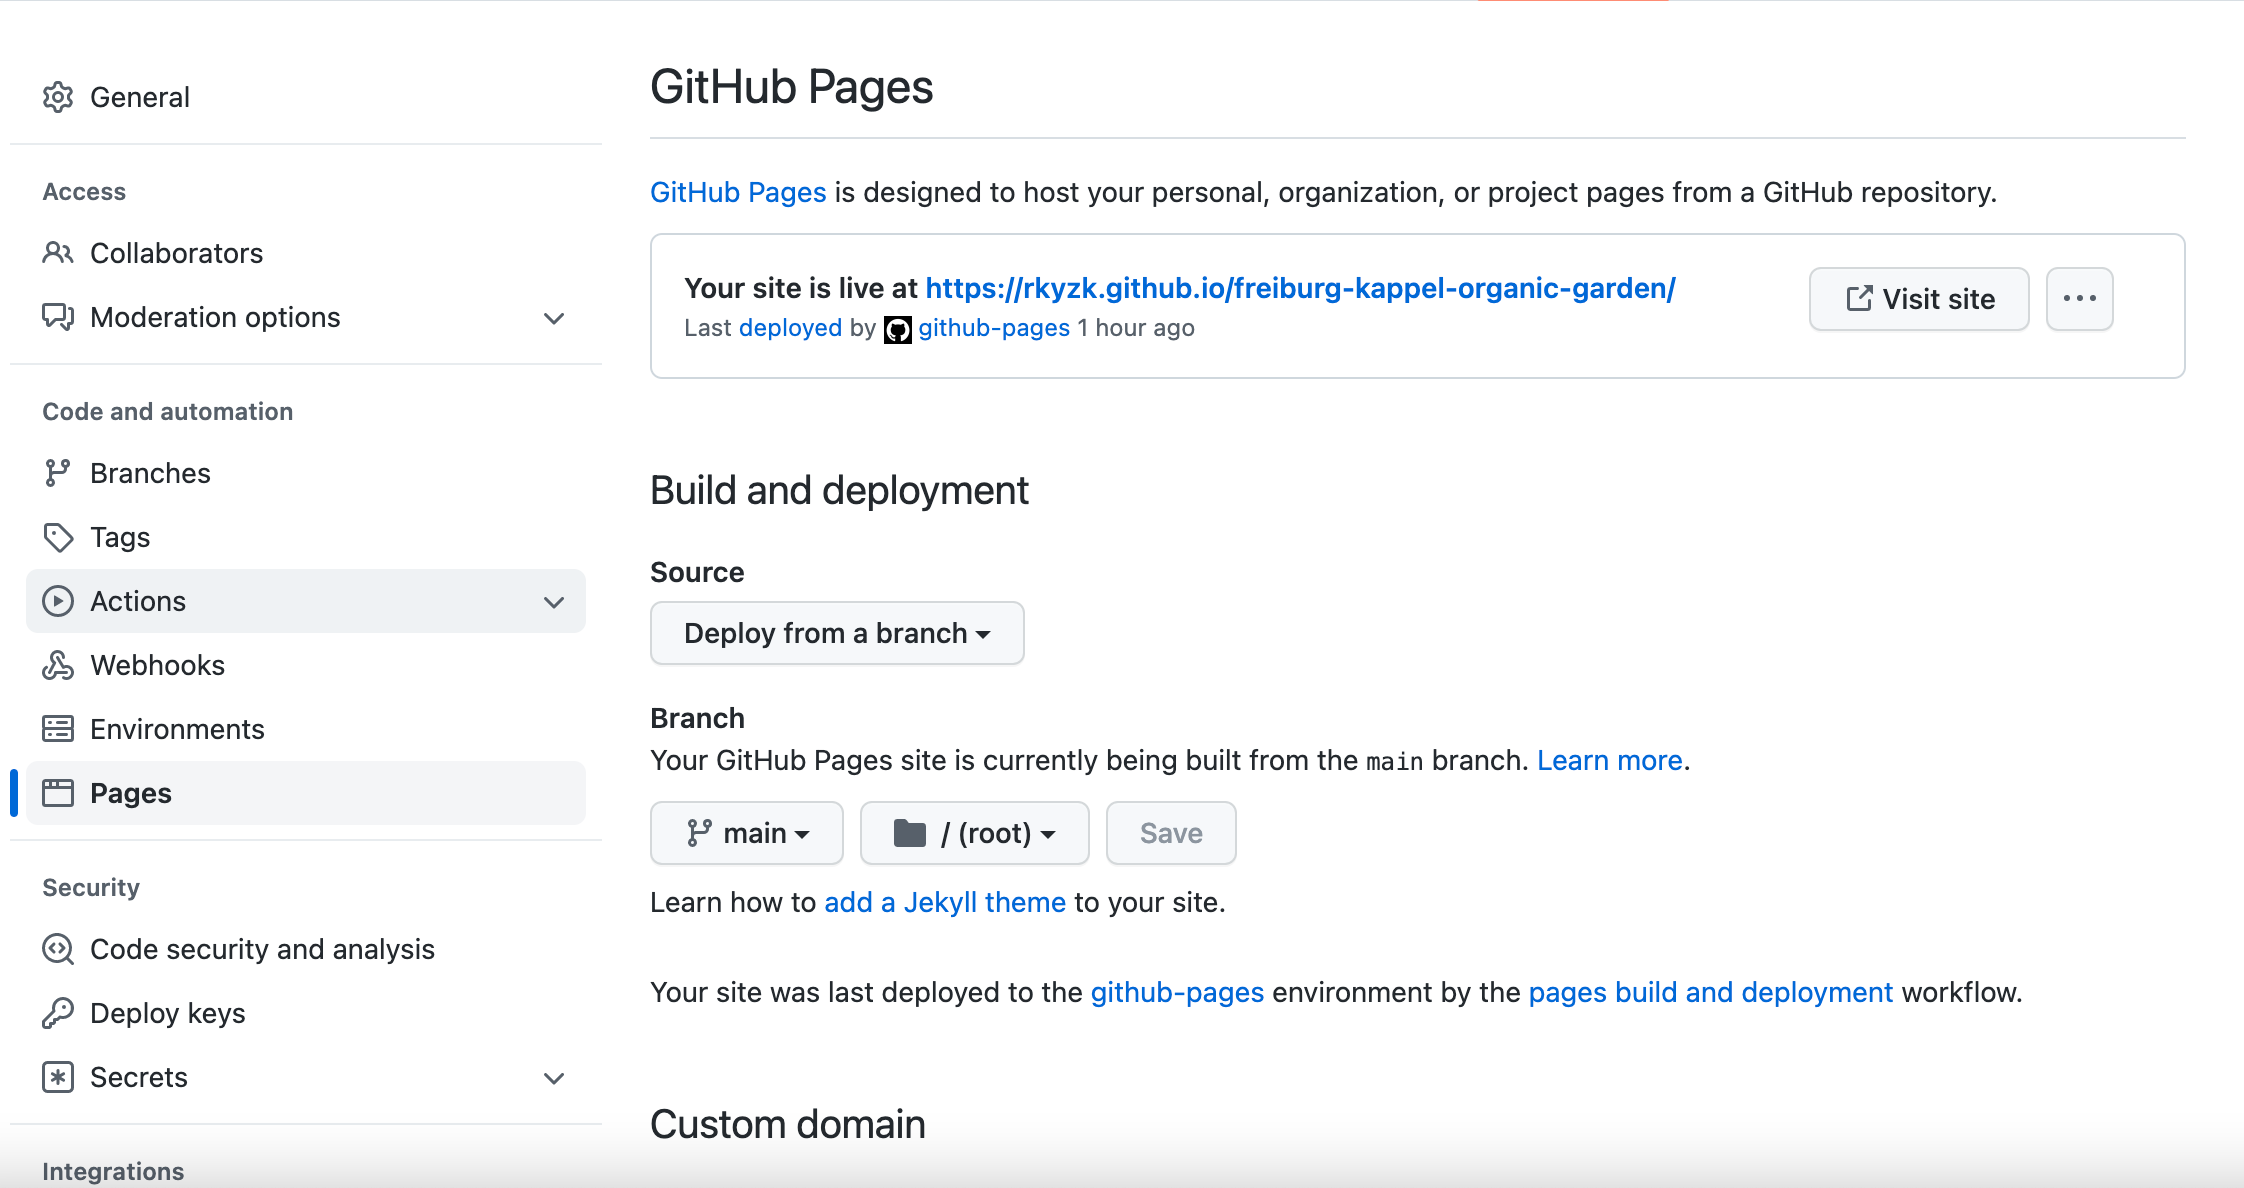 General
Access
Collaborators
Moderation options
Code and automation
Branches
Tags
Actions
Webhooks
Environments
Pages
Security
Code security and analysis
Deploy keys
Secrets
Integrations
GitHub Pages
GitHub Pages is designed to host your personal, organization, or project pages from a GitHub repository.
Your site is live at https://rkyzk.github.io/freiburg-kappel-organic-garden/
Last deployed by github-pages 1 hour ago
Visit site
Build and deployment
Source
Deploy from a branch
Branch
Your GitHub Pages site is currently being built from the main branch. Learn more.
main / (root) Save
Learn how to add a Jekyll theme to your site.
Your site was last deployed to the github-pages environment by the pages build and deployment workflow.
Custom domain